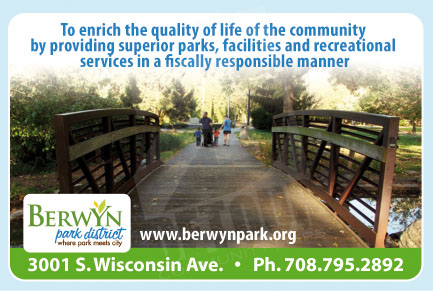 To enrich the quality of life of the community
by providing superior parks, facilities and recreational
services in a fiscally responsible manner
BERWYN
park district
where park meets city
www.berwynpark.org
3001 S. Wisconsin Ave. • Ph. 708.795.2892